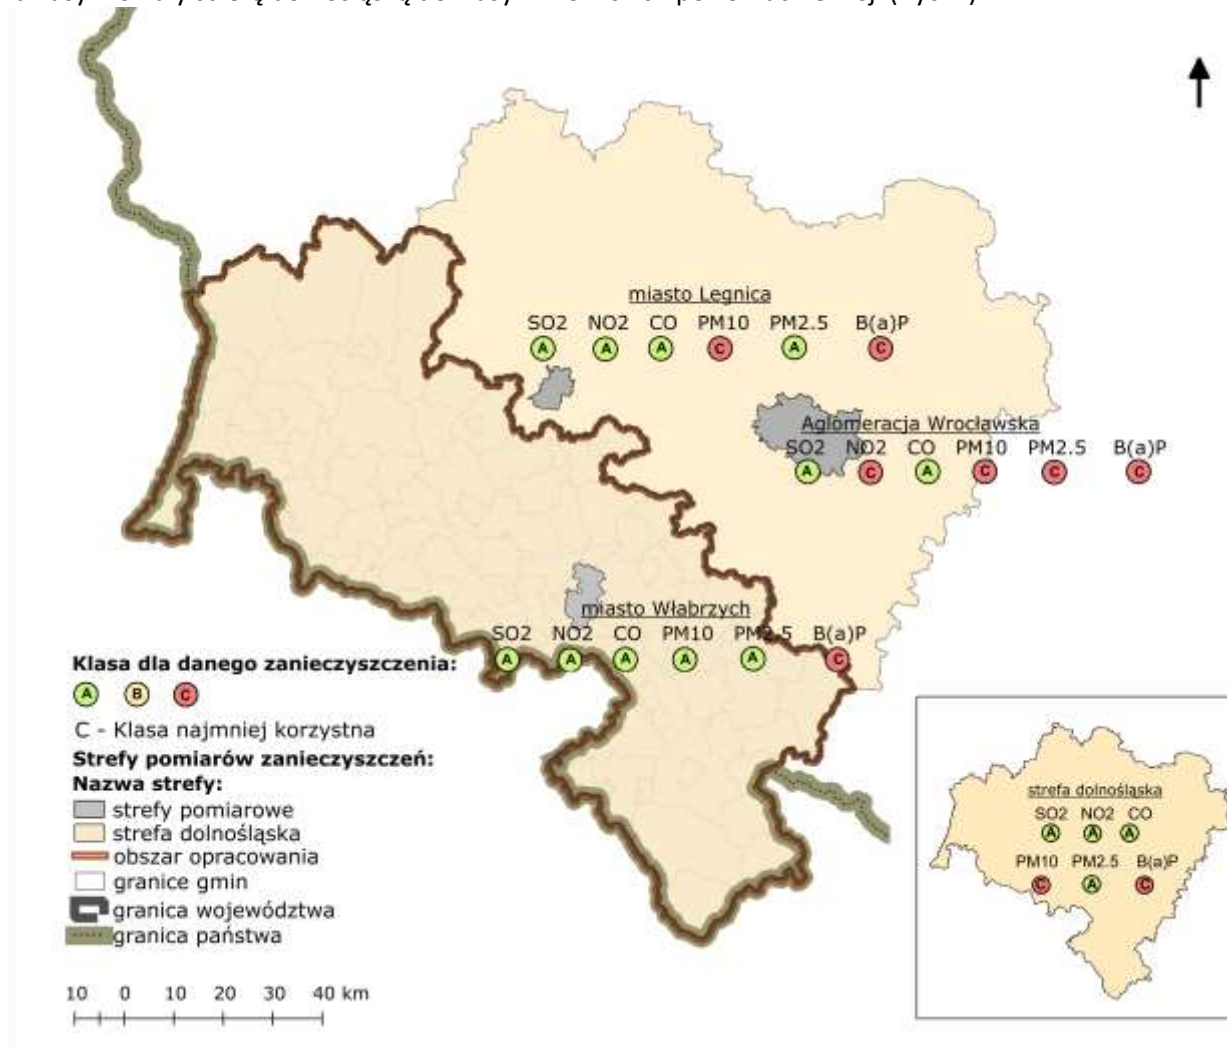 miasto Legnica
SO2 NO2 CO PM10 PM2.5 B(a)P
A A A C A C
Aglomeracja Wrocławska
SO2 NO2 CO PM10 PM2.5 B(a)P
A C A C C C
miasto Włabrzych
SO2 NO2 CO PM10 PM2.5 B(a)P
A A A A A C
Klasa dla danego zanieczyszczenia:
A B C
C - Klasa najmniej korzystna
Strefy pomiarów zanieczyszczeń:
Nazwa strefy:
strefy pomiarowe
strefa dolnośląska
obszar opracowania
granice gmin
granica województwa
granica państwa
10 0 10 20 30 40 km
strefa dolnośląska
SO2 NO2 CO
A A A
PM10 PM2.5 B(a)P
C A C